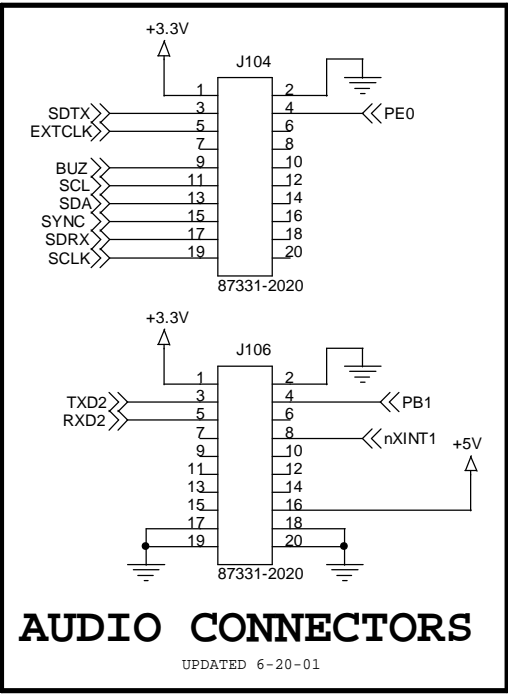 +3.3V
J104
1 2
SDTX 3 4 PE0
EXTCLK 5 6
7 8
BUZ 9 10
SCL 11 12
SDA 13 14
SYNC 15 16
SDRX 17 18
SCLK 19 20
87331-2020
+3.3V
J106
1 2
TXD2 3 4 PB1
RXD2 5 6
7 8 nXINT1
+5V
9 10
11 12
13 14
15 16
17 18
19 20
87331-2020
AUDIO CONNECTORS
UPDATED 6-20-01